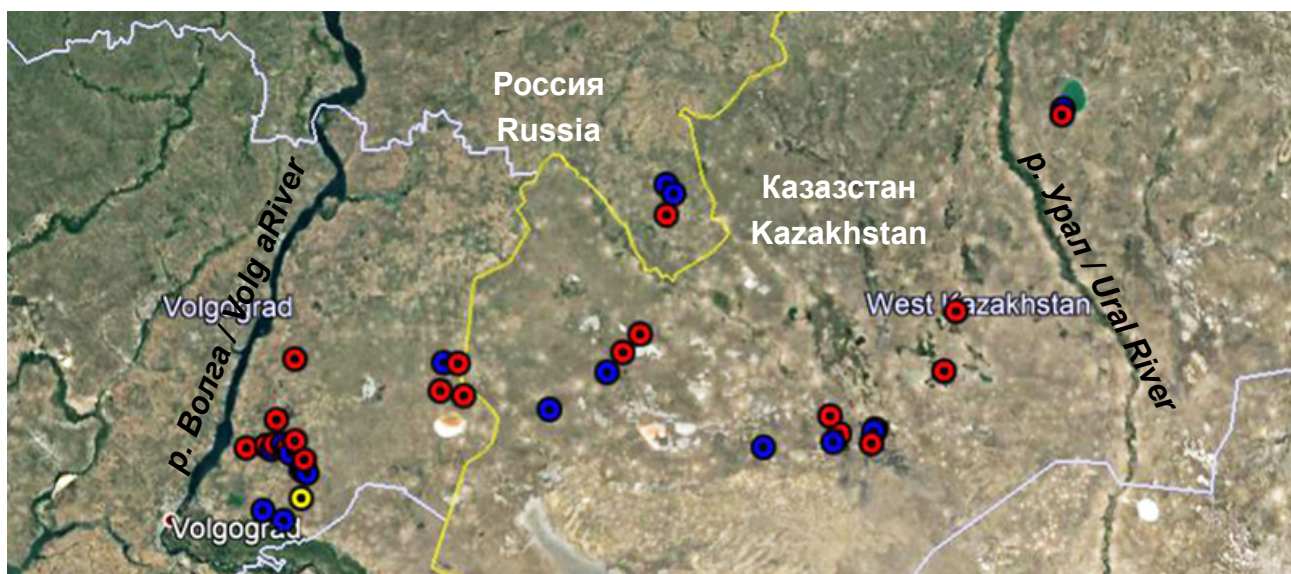 Россия
Russia
Казазстан
Kazakhstan
р. Волга / Volg aRiver
р. Урал / Ural River
Volgograd
West Kazakhstan
Volgograd